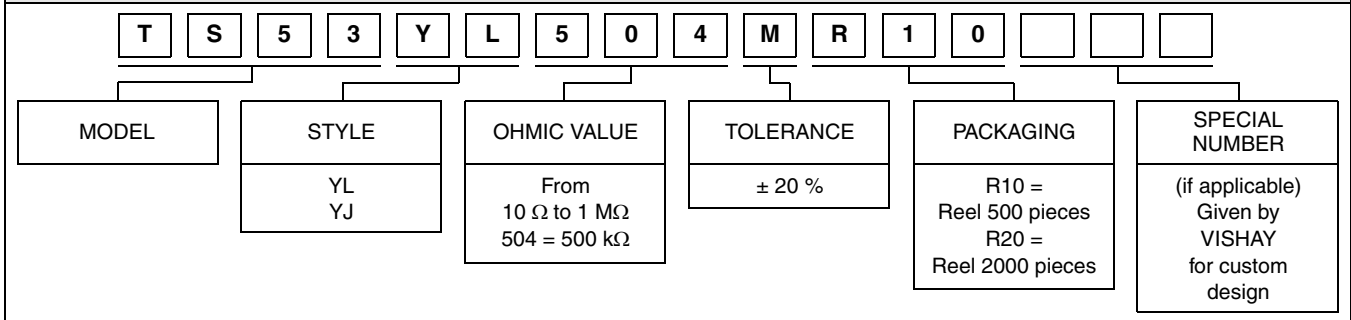 T S 5 3 Y L 5 0 4 M R 1 0
MODEL
STYLE
YL
YJ
OHMIC VALUE
From
10 Ω to 1 MΩ
504 = 500 kΩ
TOLERANCE
± 20 %
PACKAGING
R10 =
Reel 500 pieces
R20 =
Reel 2000 pieces
SPECIAL
NUMBER
(if applicable)
Given by
VISHAY
for custom
design